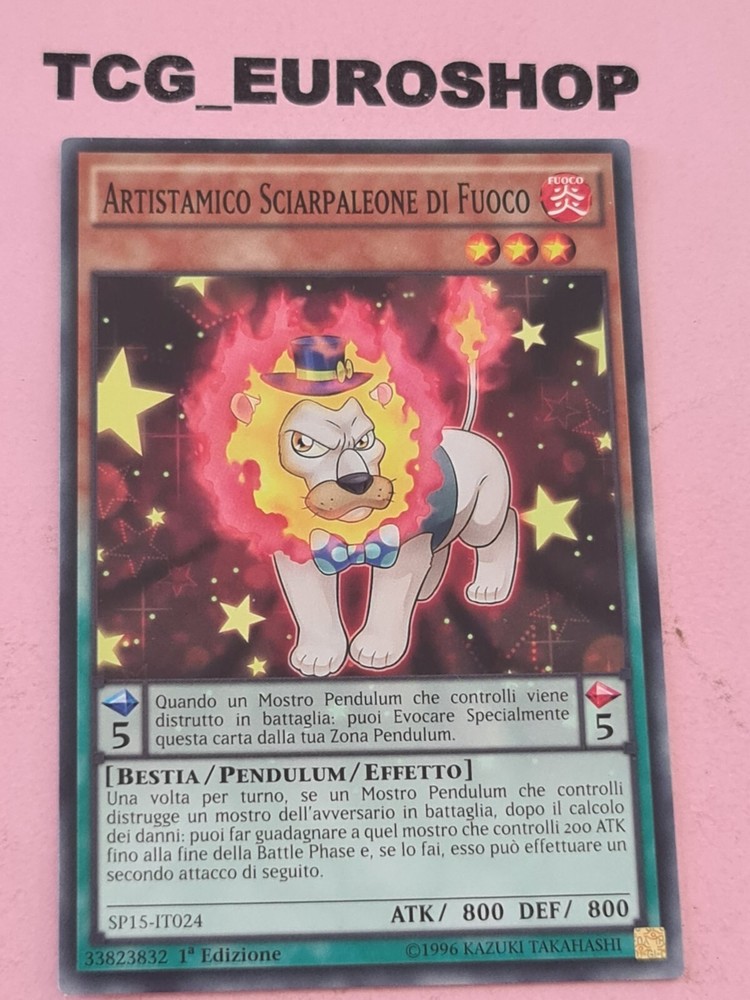 TCG_EUROSHOP
ARTISTAMICO SCIARPALEONE DI FUOCO
FUOCO
炎
Quando un Mostro Pendulum che controlli viene
distrutto in battaglia: puoi Evocare Specialmente
questa carta dalla tua Zona Pendulum.
5
5
[BESTIA/PENDULUM/EFFETTO]
Una volta per turno, se un Mostro Pendulum che controlli
distrugge un mostro dell'avversario in battaglia, dopo il calcolo
dei danni: puoi far guadagnare a quel mostro che controlli 200 ATK
fino alla fine della Battle Phase e, se lo fai, esso può effettuare un
secondo attacco di seguito.
SP15-IT024
ATK/ 800 DEF/ 800
33823832 1ª Edizione
©1996 KAZUKI TAKAHASHI